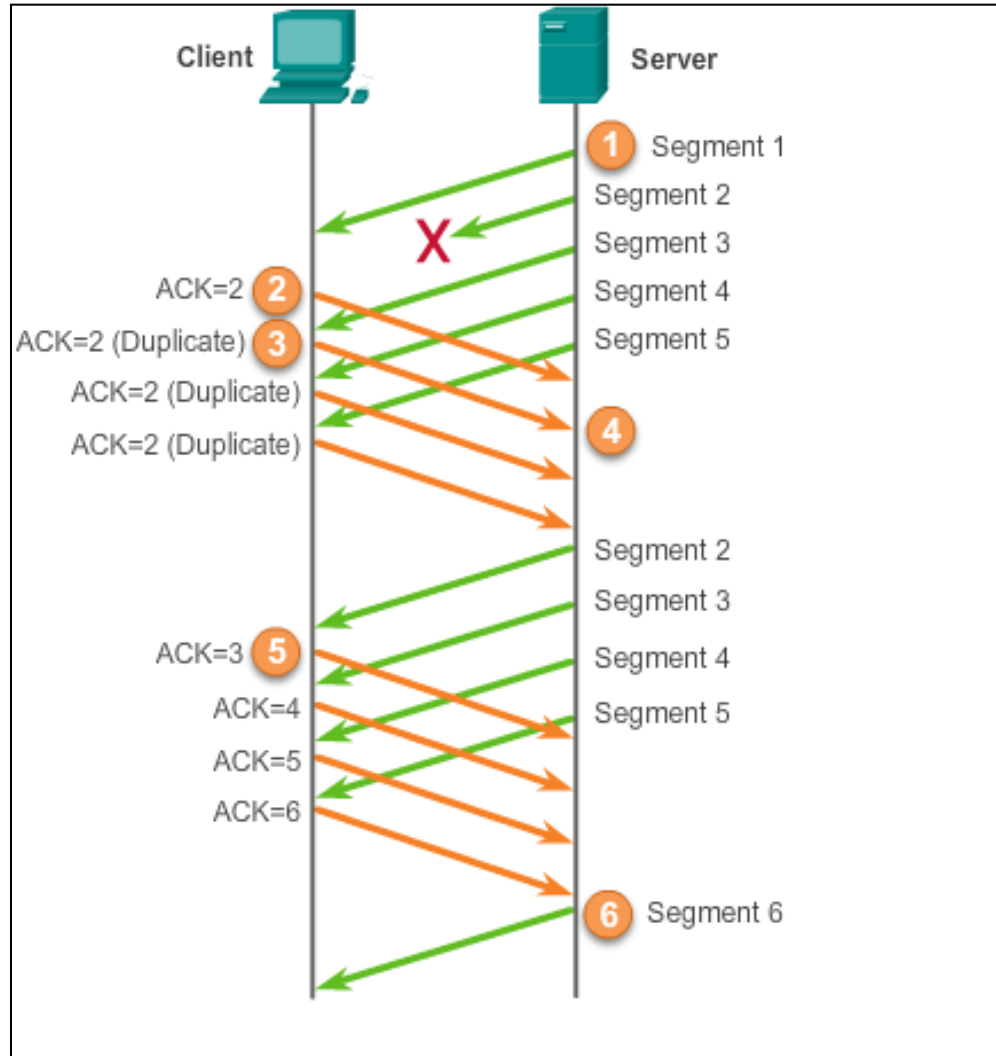 Client
Server
1 Segment 1
Segment 2
X
Segment 3
ACK=2 2
Segment 4
ACK=2 (Duplicate) 3
Segment 5
ACK=2 (Duplicate)
4
ACK=2 (Duplicate)
Segment 2
Segment 3
ACK=3 5
Segment 4
ACK=4
Segment 5
ACK=5
ACK=6
6 Segment 6